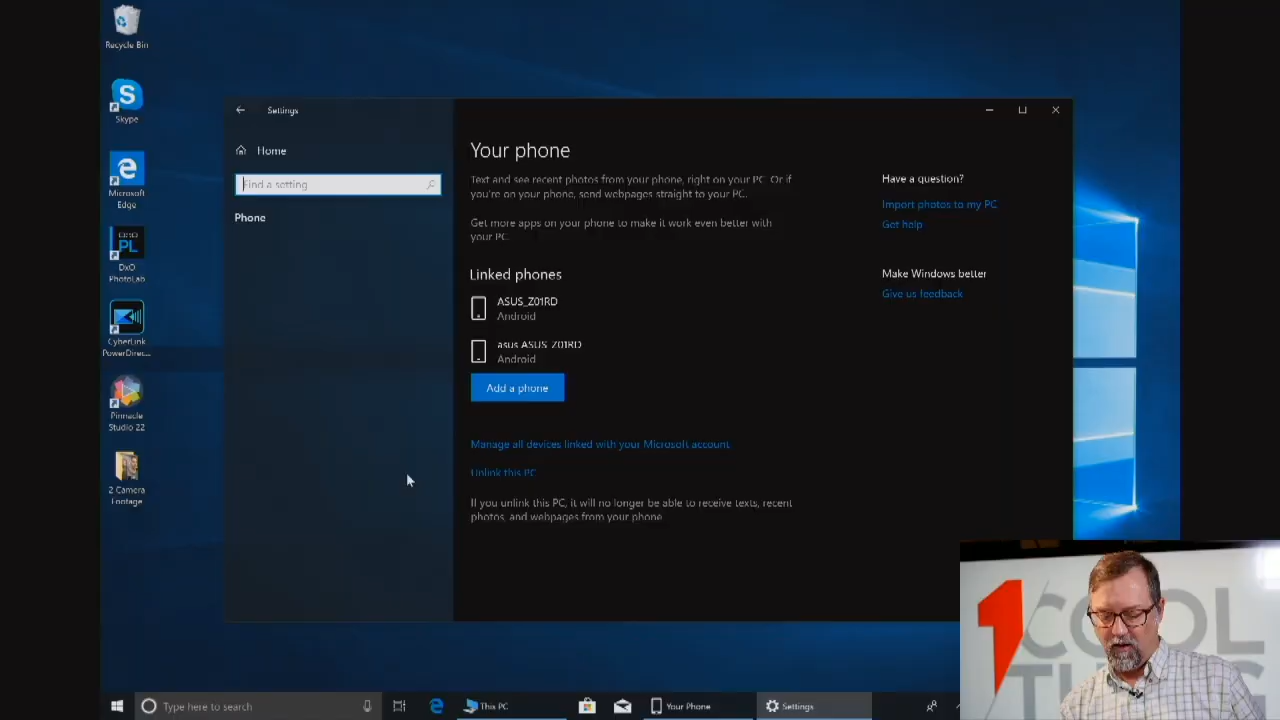 Recycle Bin
Skype
Microsoft
Edge
DxO
PL
DxO
PhotoLab
CyberLink
PowerDirec...
Pinnacle
Studio 22
2 Camera
Footage
Settings
Home
Find a setting
Phone
Your phone
Text and see recent photos from your phone, right on your PC. Or if
you're on your phone, send webpages straight to your PC.
Get more apps on your phone to make it work even better with
your PC.
Linked phones
ASUS_Z01RD
Android
asus ASUS_Z01RD
Android
Add a phone
Manage all devices linked with your Microsoft account
Unlink this PC
If you unlink this PC, it will no longer be able to receive texts, recent
photos, and webpages from your phone
Have a question?
Import photos to my PC
Get help
Make Windows better
Give us feedback
1 COOL
THING
Type here to search
This PC
Your Phone
Settings